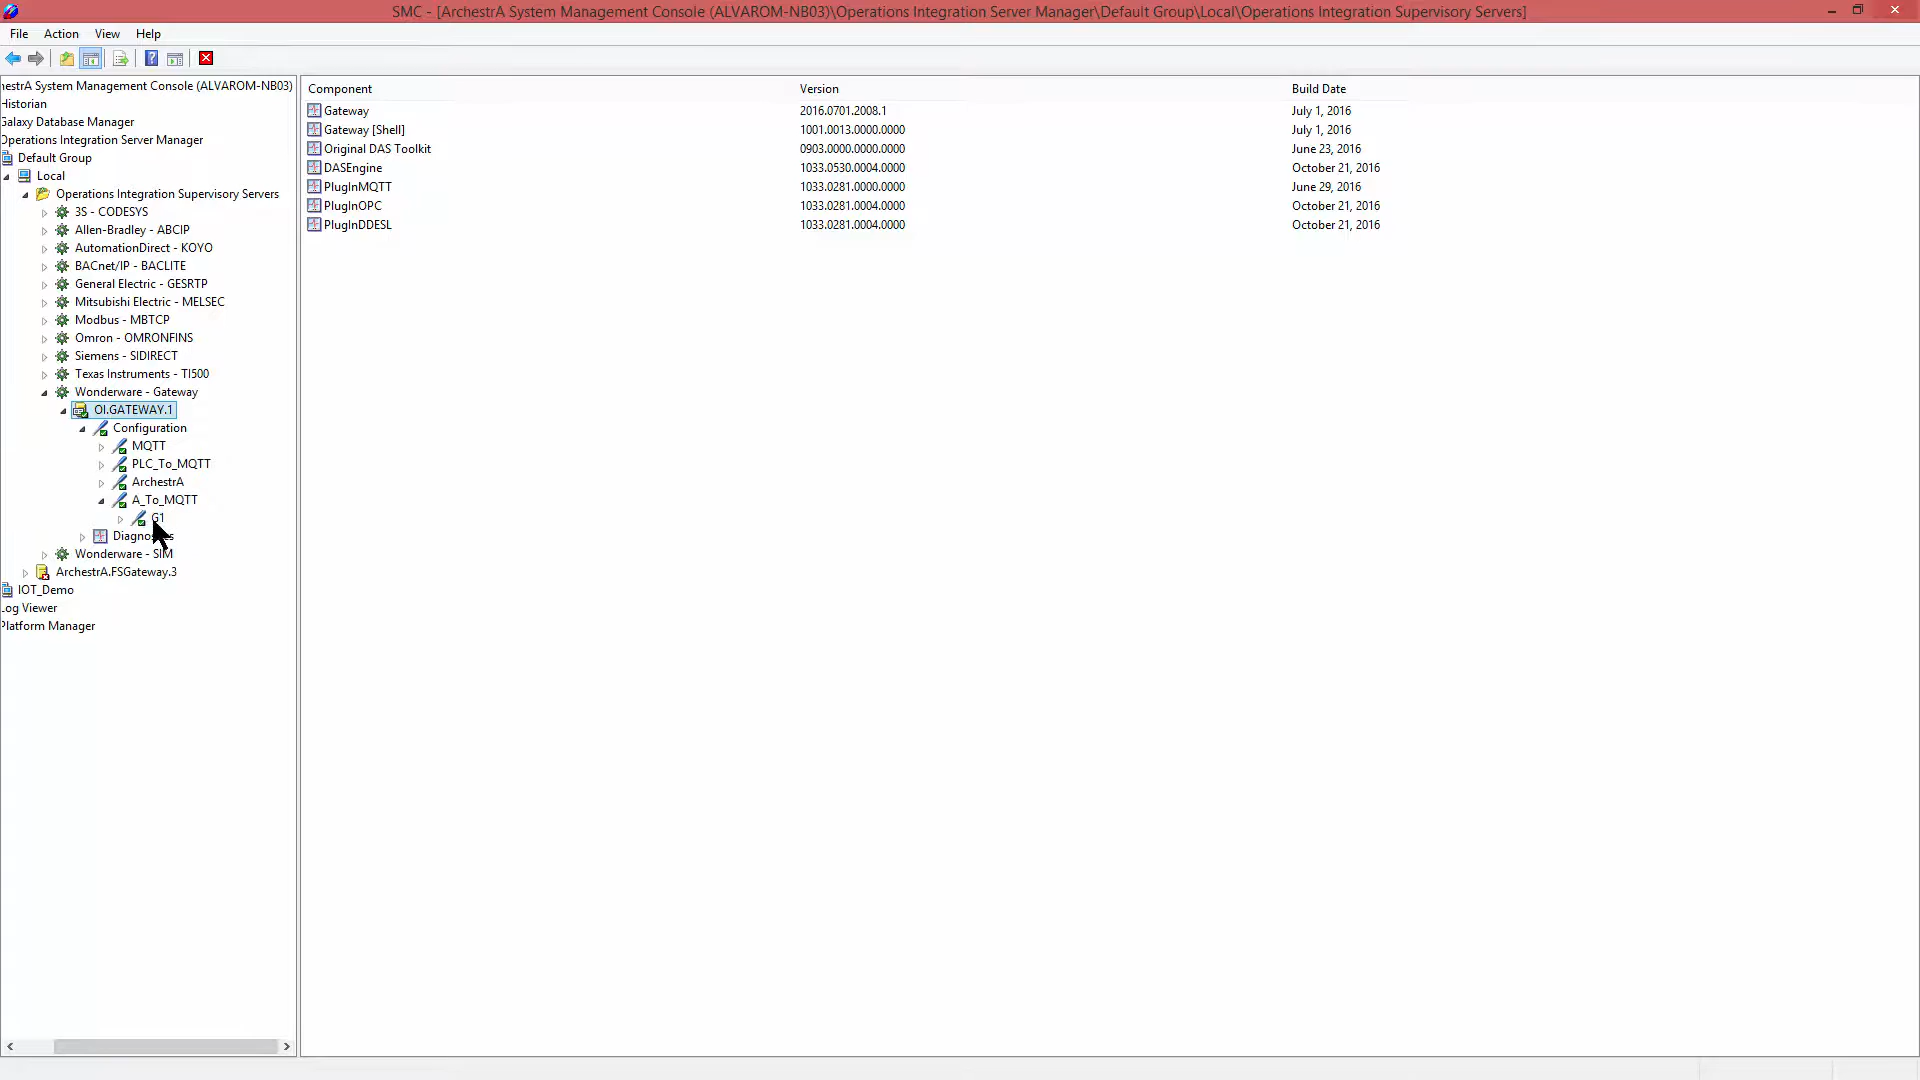 SMC - [ArchestrA System Management Console (ALVAROM-NB03)\Operations Integration Server Manager\Default Group\Local\Operations Integration Supervisory Servers]
File Action View Help
hestrA System Management Console (ALVAROM-NB03)
Historian
Galaxy Database Manager
Operations Integration Server Manager
Default Group
Local
Operations Integration Supervisory Servers
3S - CODESYS
Allen-Bradley - ABCIP
AutomationDirect - KOYO
BACnet/IP - BACLITE
General Electric - GESRTP
Mitsubishi Electric - MELSEC
Modbus - MBTCP
Omron - OMRONFINS
Siemens - SIDIRECT
Texas Instruments - TI500
Wonderware - Gateway
OI.GATEWAY.1
Configuration
MQTT
PLC_To_MQTT
ArchestrA
A_To_MQTT
G1
Wonderware - SIM
ArchestrA.FSGateway.3
IOT_Demo
Log Viewer
Platform Manager
Component Version Build Date
Gateway 2016.0701.2008.1 July 1, 2016
Gateway [Shell] 1001.0013.0000.0000 July 1, 2016
Original DAS Toolkit 0903.0000.0000.0000 June 23, 2016
DASEngine 1033.0530.0004.0000 October 21, 2016
PlugInMQTT 1033.0281.0000.0000 June 29, 2016
PlugInOPC 1033.0281.0004.0000 October 21, 2016
PlugInDDESL 1033.0281.0004.0000 October 21, 2016